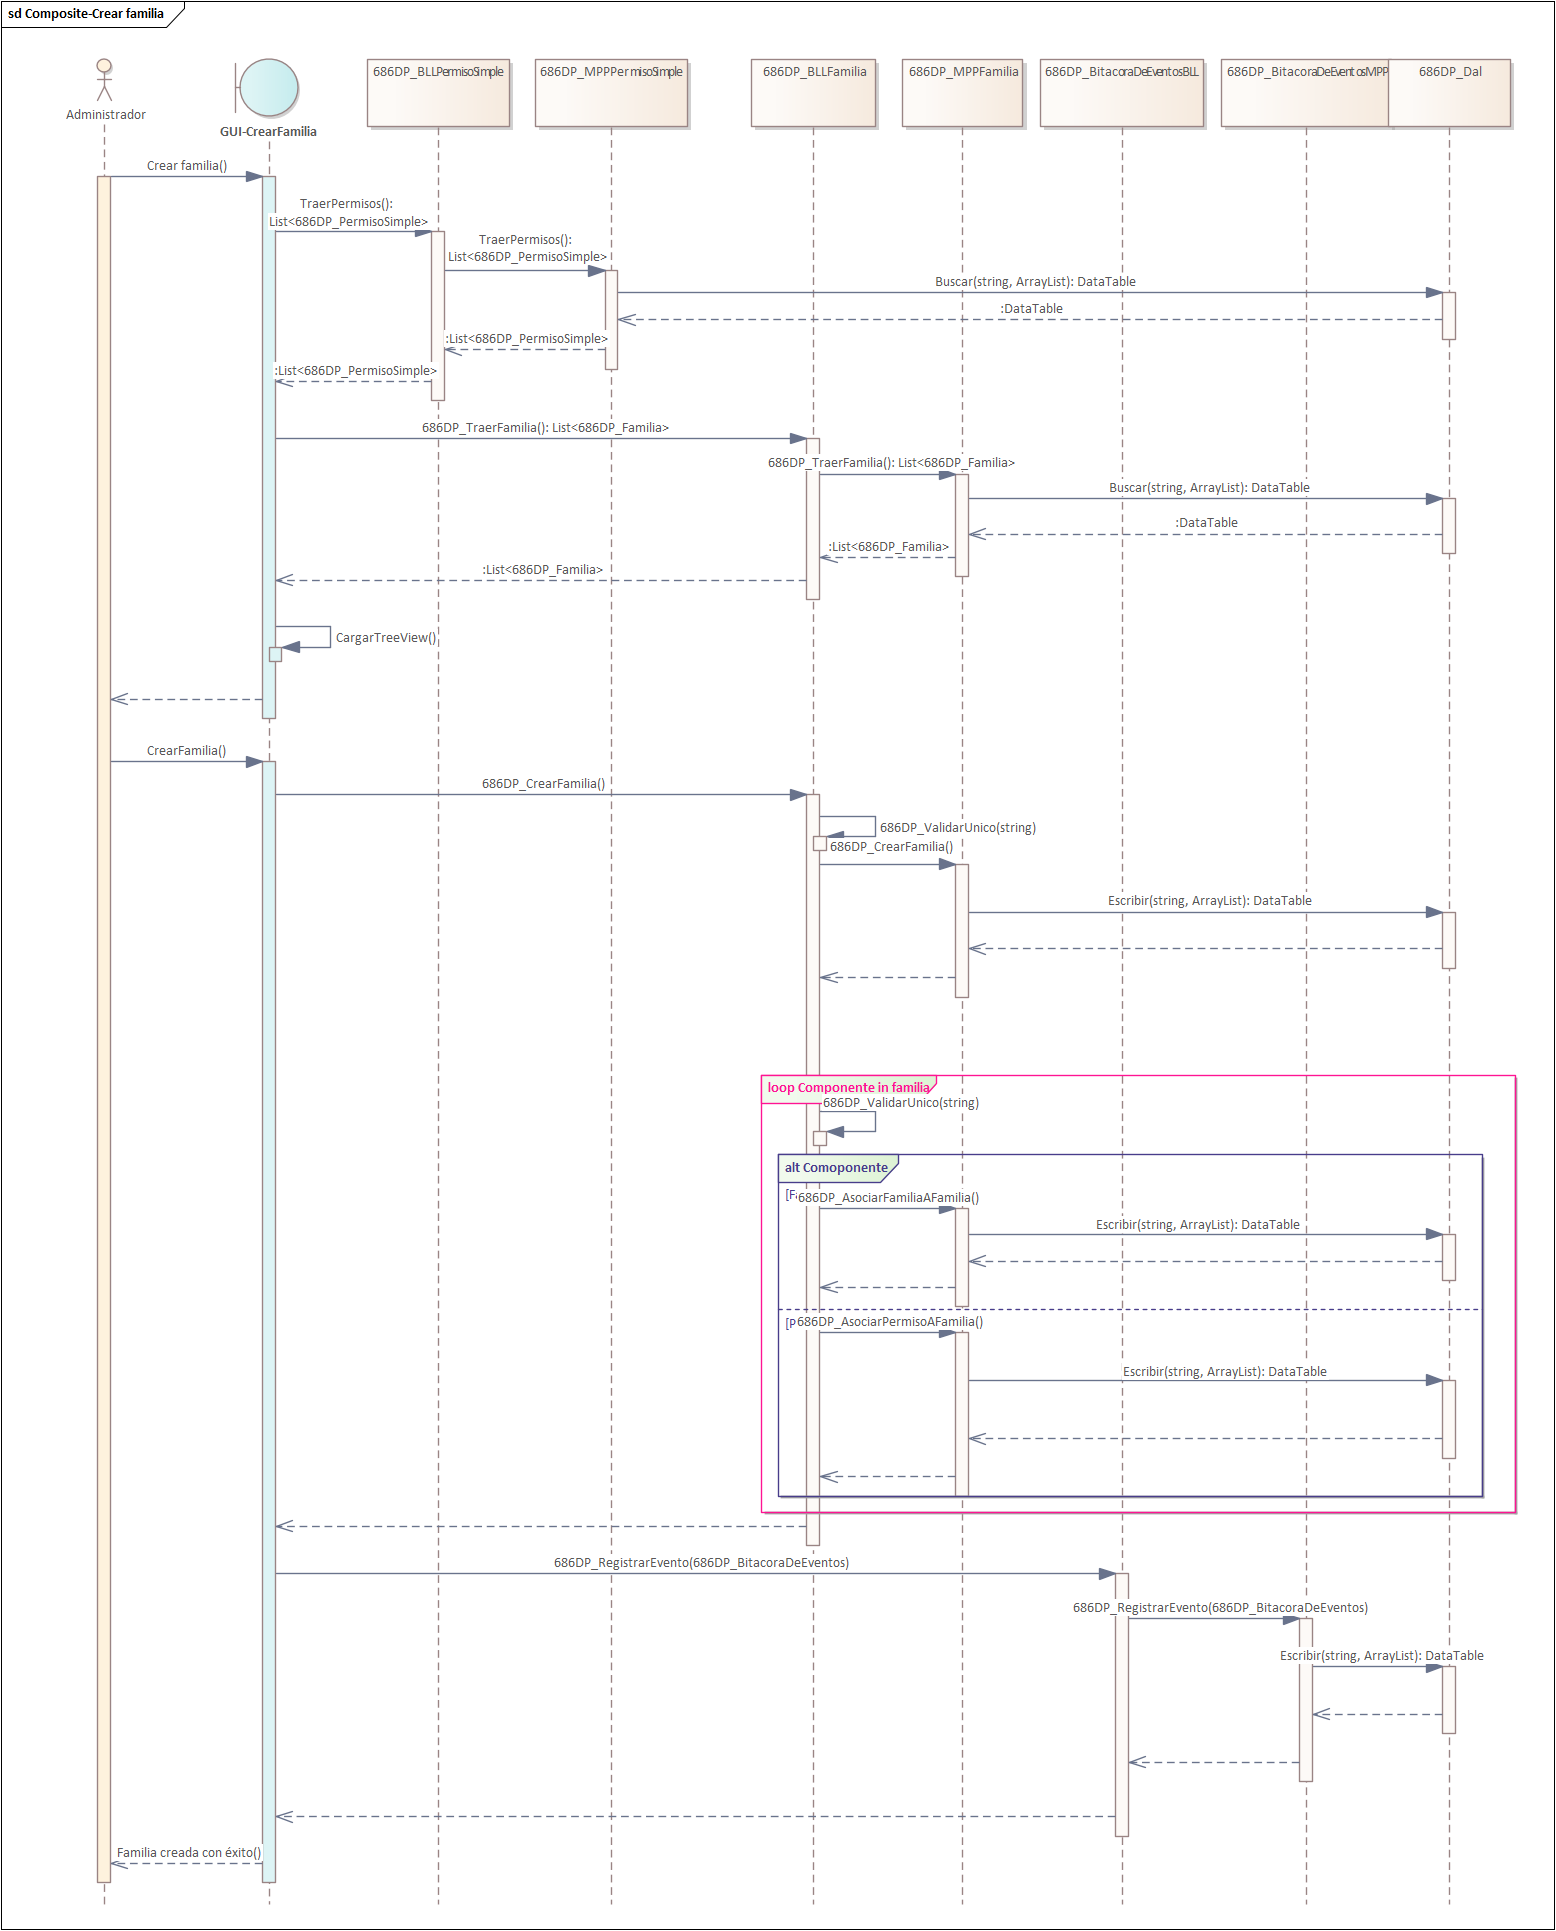 sd Composite-Crear familia
Administrador
GUI-CrearFamilia
686DP_BLLPermisoSimple
686DP_MPPPermisoSimple
686DP_BLLFamilia
686DP_MPPFamilia
686DP_BitacoraDeEventosBLL
686DP_BitacoraDeEventosMPP
686DP_Dal
Crear familia()
TraerPermisos():
List<686DP_PermisoSimple>
TraerPermisos():
List<686DP_PermisoSimple>
Buscar(string, ArrayList): DataTable
:DataTable
:List<686DP_PermisoSimple>
:List<686DP_PermisoSimple>
686DP_TraerFamilia(): List<686DP_Familia>
686DP_TraerFamilia(): List<686DP_Familia>
Buscar(string, ArrayList): DataTable
:DataTable
:List<686DP_Familia>
:List<686DP_Familia>
CargarTreeView()
CrearFamilia()
686DP_CrearFamilia()
686DP_ValidarUnico(string)
686DP_CrearFamilia()
Escribir(string, ArrayList): DataTable
loop Componente in familia
686DP_ValidarUnico(string)
alt Comoponente
686DP_AsociarFamiliaAFamilia()
Escribir(string, ArrayList): DataTable
686DP_AsociarPermisoAFamilia()
Escribir(string, ArrayList): DataTable
686DP_RegistrarEvento(686DP_BitacoraDeEventos)
686DP_RegistrarEvento(686DP_BitacoraDeEventos)
Escribir(string, ArrayList): DataTable
Familia creada con éxito()